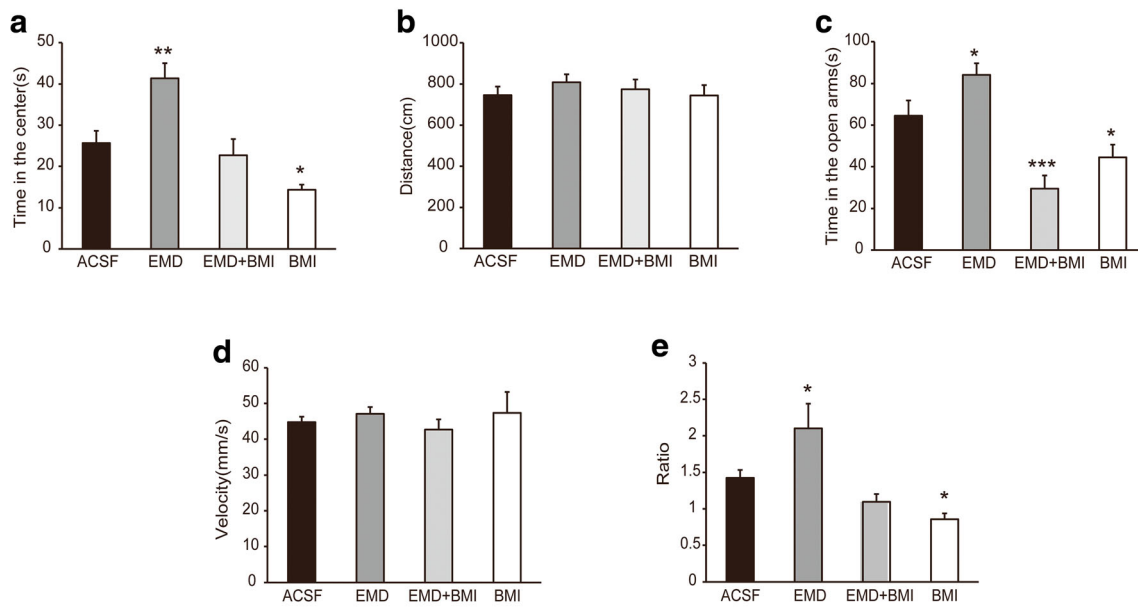 a
50
40
30
20
10
0
Time in the center(s)
**
*
ACSF
EMD
EMD+BMI
BMI
b
1000
800
600
400
200
0
Distance(cm)
ACSF
EMD
EMD+BMI
BMI
c
100
80
60
40
20
0
Time in the open arms(s)
*
***
*
ACSF
EMD
EMD+BMI
BMI
d
60
50
40
30
20
10
0
Velocity(mm/s)
ACSF
EMD
EMD+BMI
BMI
e
3
2.5
2
1.5
1
0.5
0
Ratio
*
*
ACSF
EMD
EMD+BMI
BMI